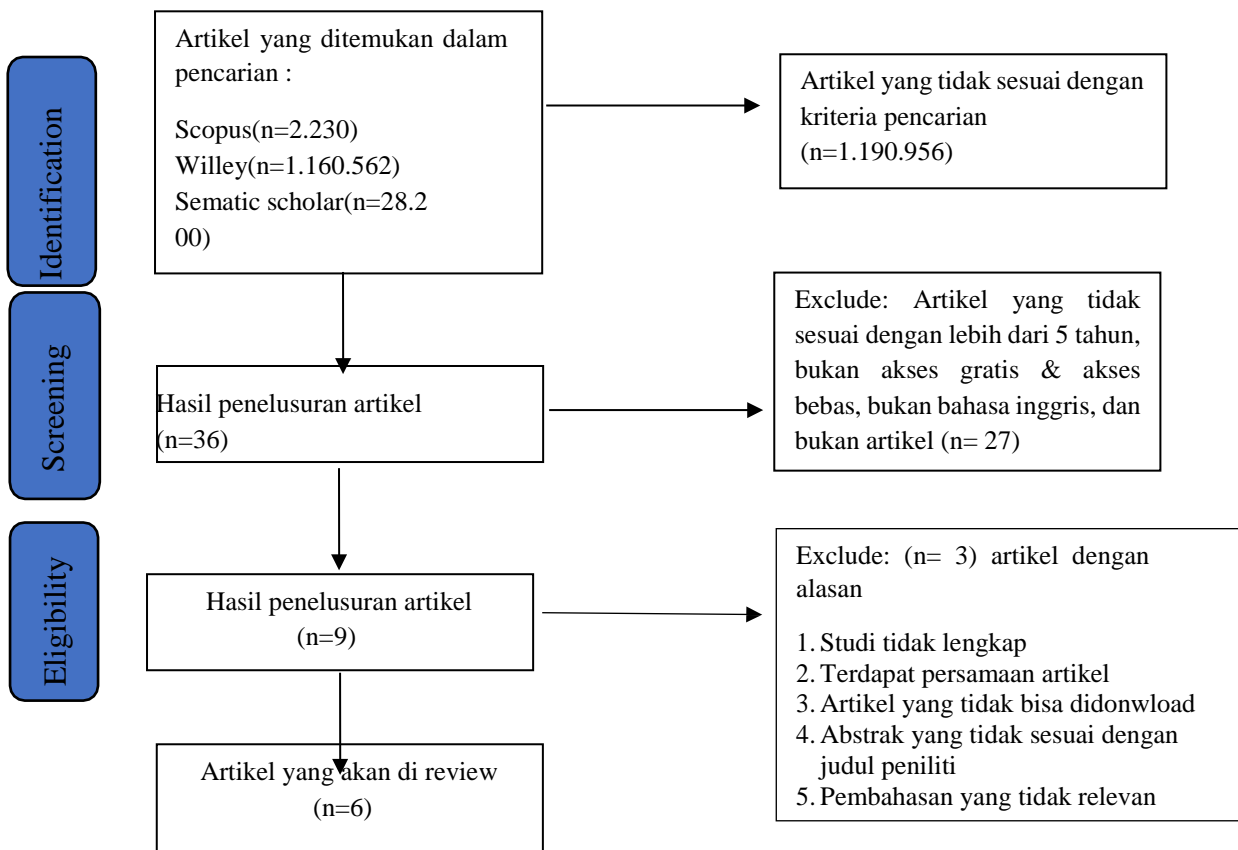 Identification
Artikel yang ditemukan dalam
pencarian :
Scopus(n=2.230)
Willey(n=1.160.562)
Sematic scholar(n=28.2
00)
Artikel yang tidak sesuai dengan
kriteria pencarian
(n=1.190.956)
Screening
Hasil penelusuran artikel
(n=36)
Exclude: Artikel yang tidak
sesuai dengan lebih dari 5 tahun,
bukan akses gratis & akses
bebas, bukan bahasa inggris, dan
bukan artikel (n= 27)
Eligibility
Hasil penelusuran artikel
(n=9)
Exclude: (n= 3) artikel dengan
alasan
1. Studi tidak lengkap
2. Terdapat persamaan artikel
3. Artikel yang tidak bisa didonwload
4. Abstrak yang tidak sesuai dengan
judul peniliti
5. Pembahasan yang tidak relevan
Artikel yang akan di review
(n=6)